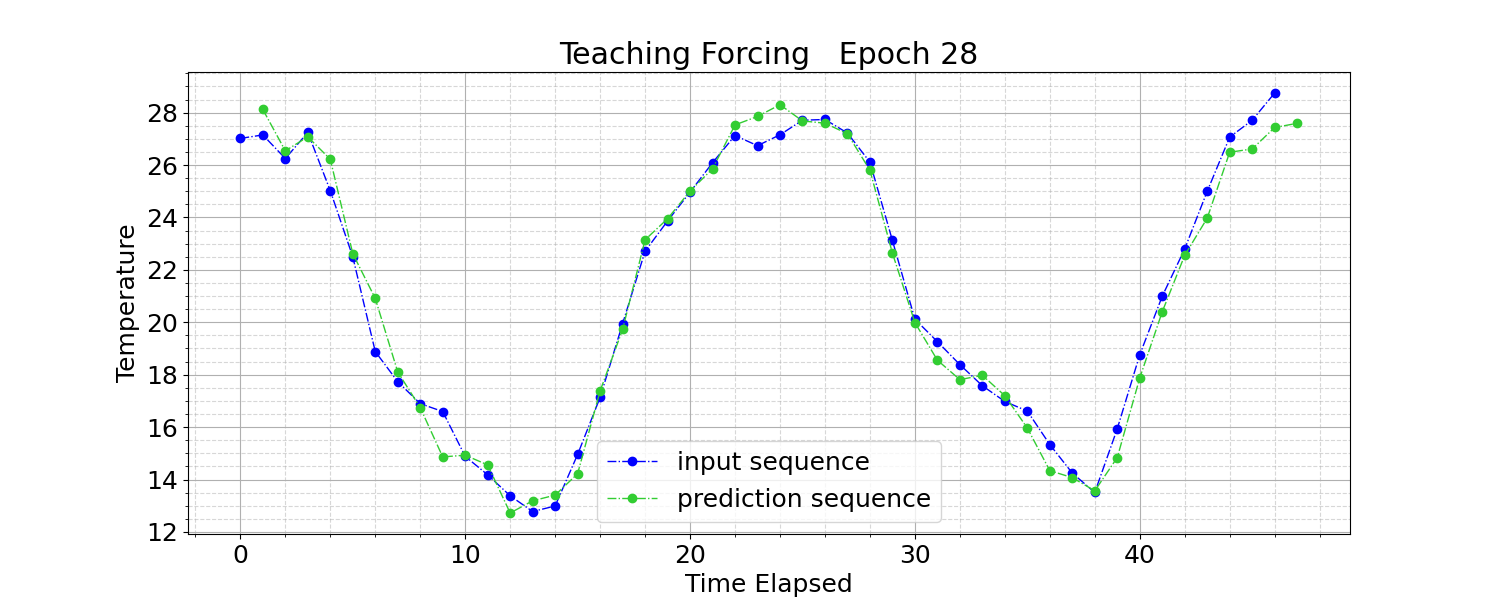 Teaching Forcing   Epoch 28
Temperature
28
26
24
22
20
18
16
14
12
input sequence
prediction sequence
0 10 20 30 40
Time Elapsed